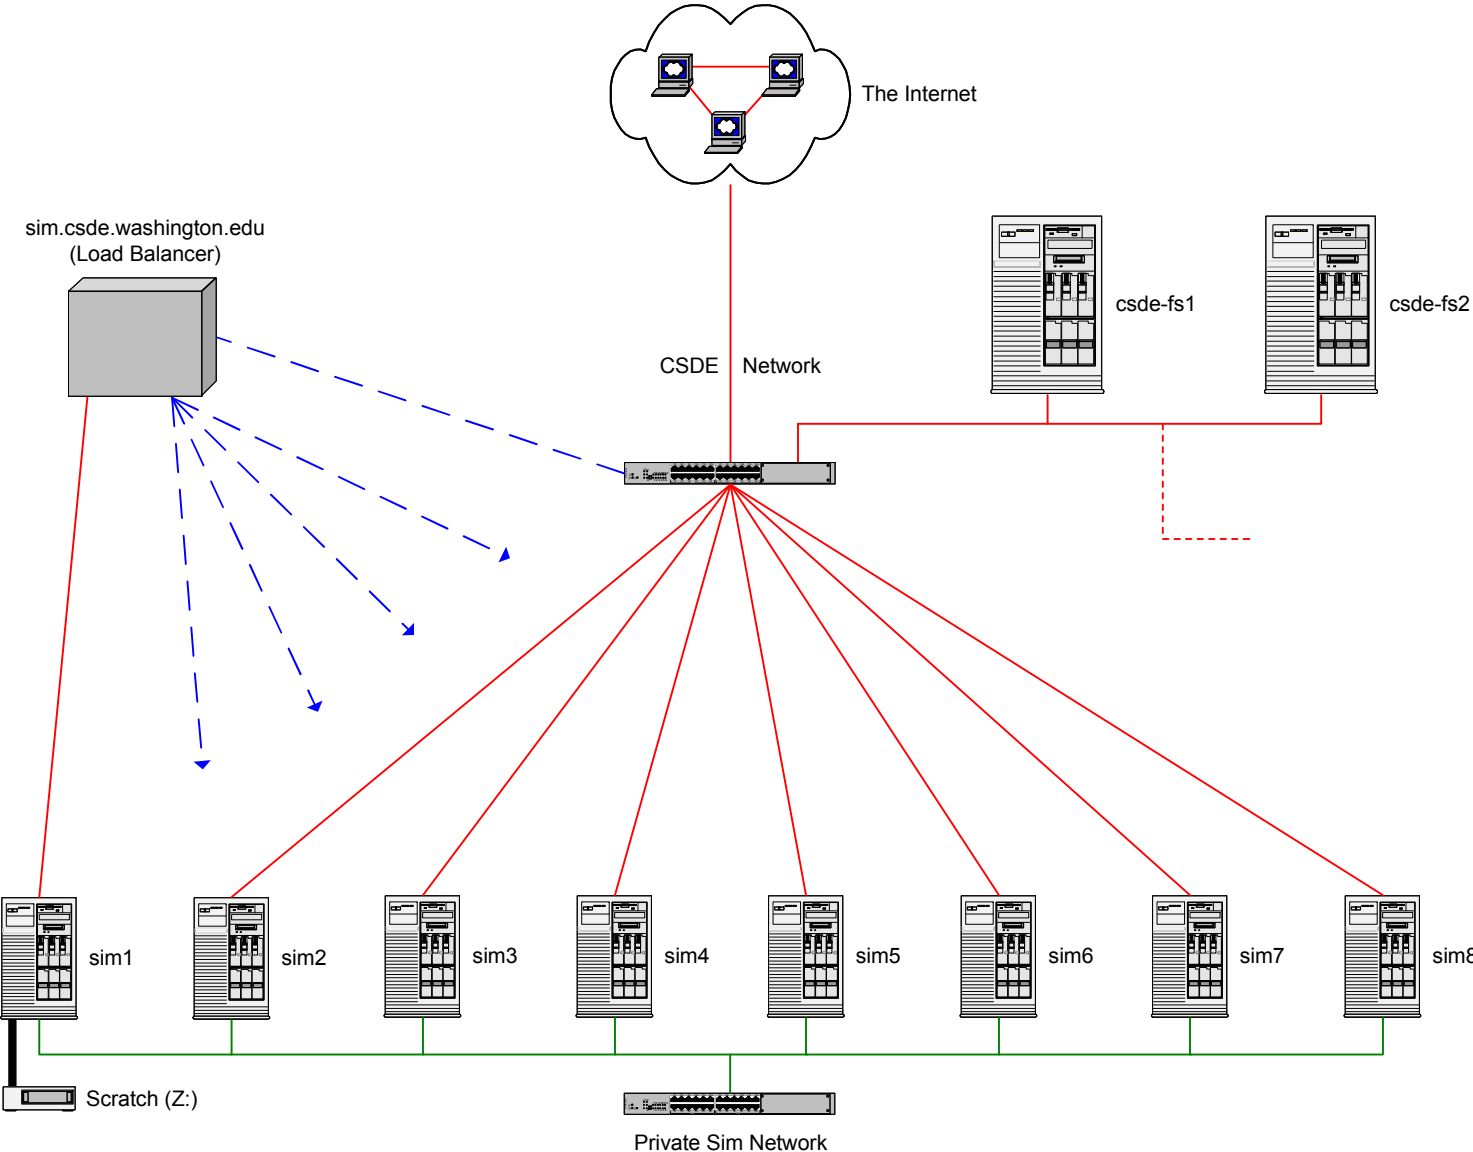 The Internet
sim.csde.washington.edu
(Load Balancer)
csde-fs1
csde-fs2
CSDE Network
sim1
sim2
sim3
sim4
sim5
sim6
sim7
sim8
Scratch (Z:)
Private Sim Network